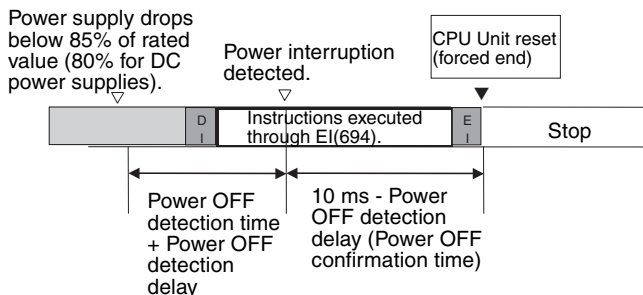 Power supply drops
below 85% of rated
value (80% for DC
power supplies).
Power interruption
detected.
CPU Unit reset
(forced end)
D
I
Instructions executed
through EI(694).
E
I
Stop
Power OFF
detection time
+ Power OFF
detection
delay
10 ms - Power
OFF detection
delay (Power OFF
confirmation time)